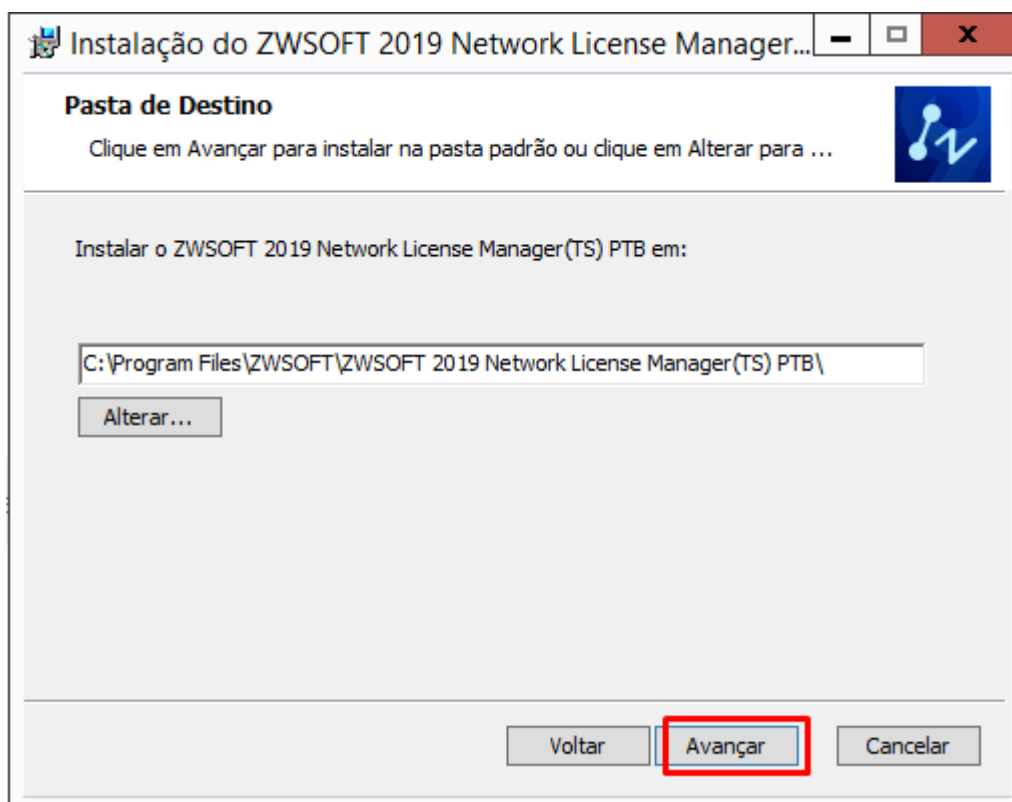 Instalação do ZWSOFT 2019 Network License Manager...
Pasta de Destino
Clique em Avançar para instalar na pasta padrão ou clique em Alterar para ...
Instalar o ZWSOFT 2019 Network License Manager(TS) PTB em:
C:\Program Files\ZWSOFT\ZWSOFT 2019 Network License Manager(TS) PTB\
Alterar...
Voltar Avançar Cancelar